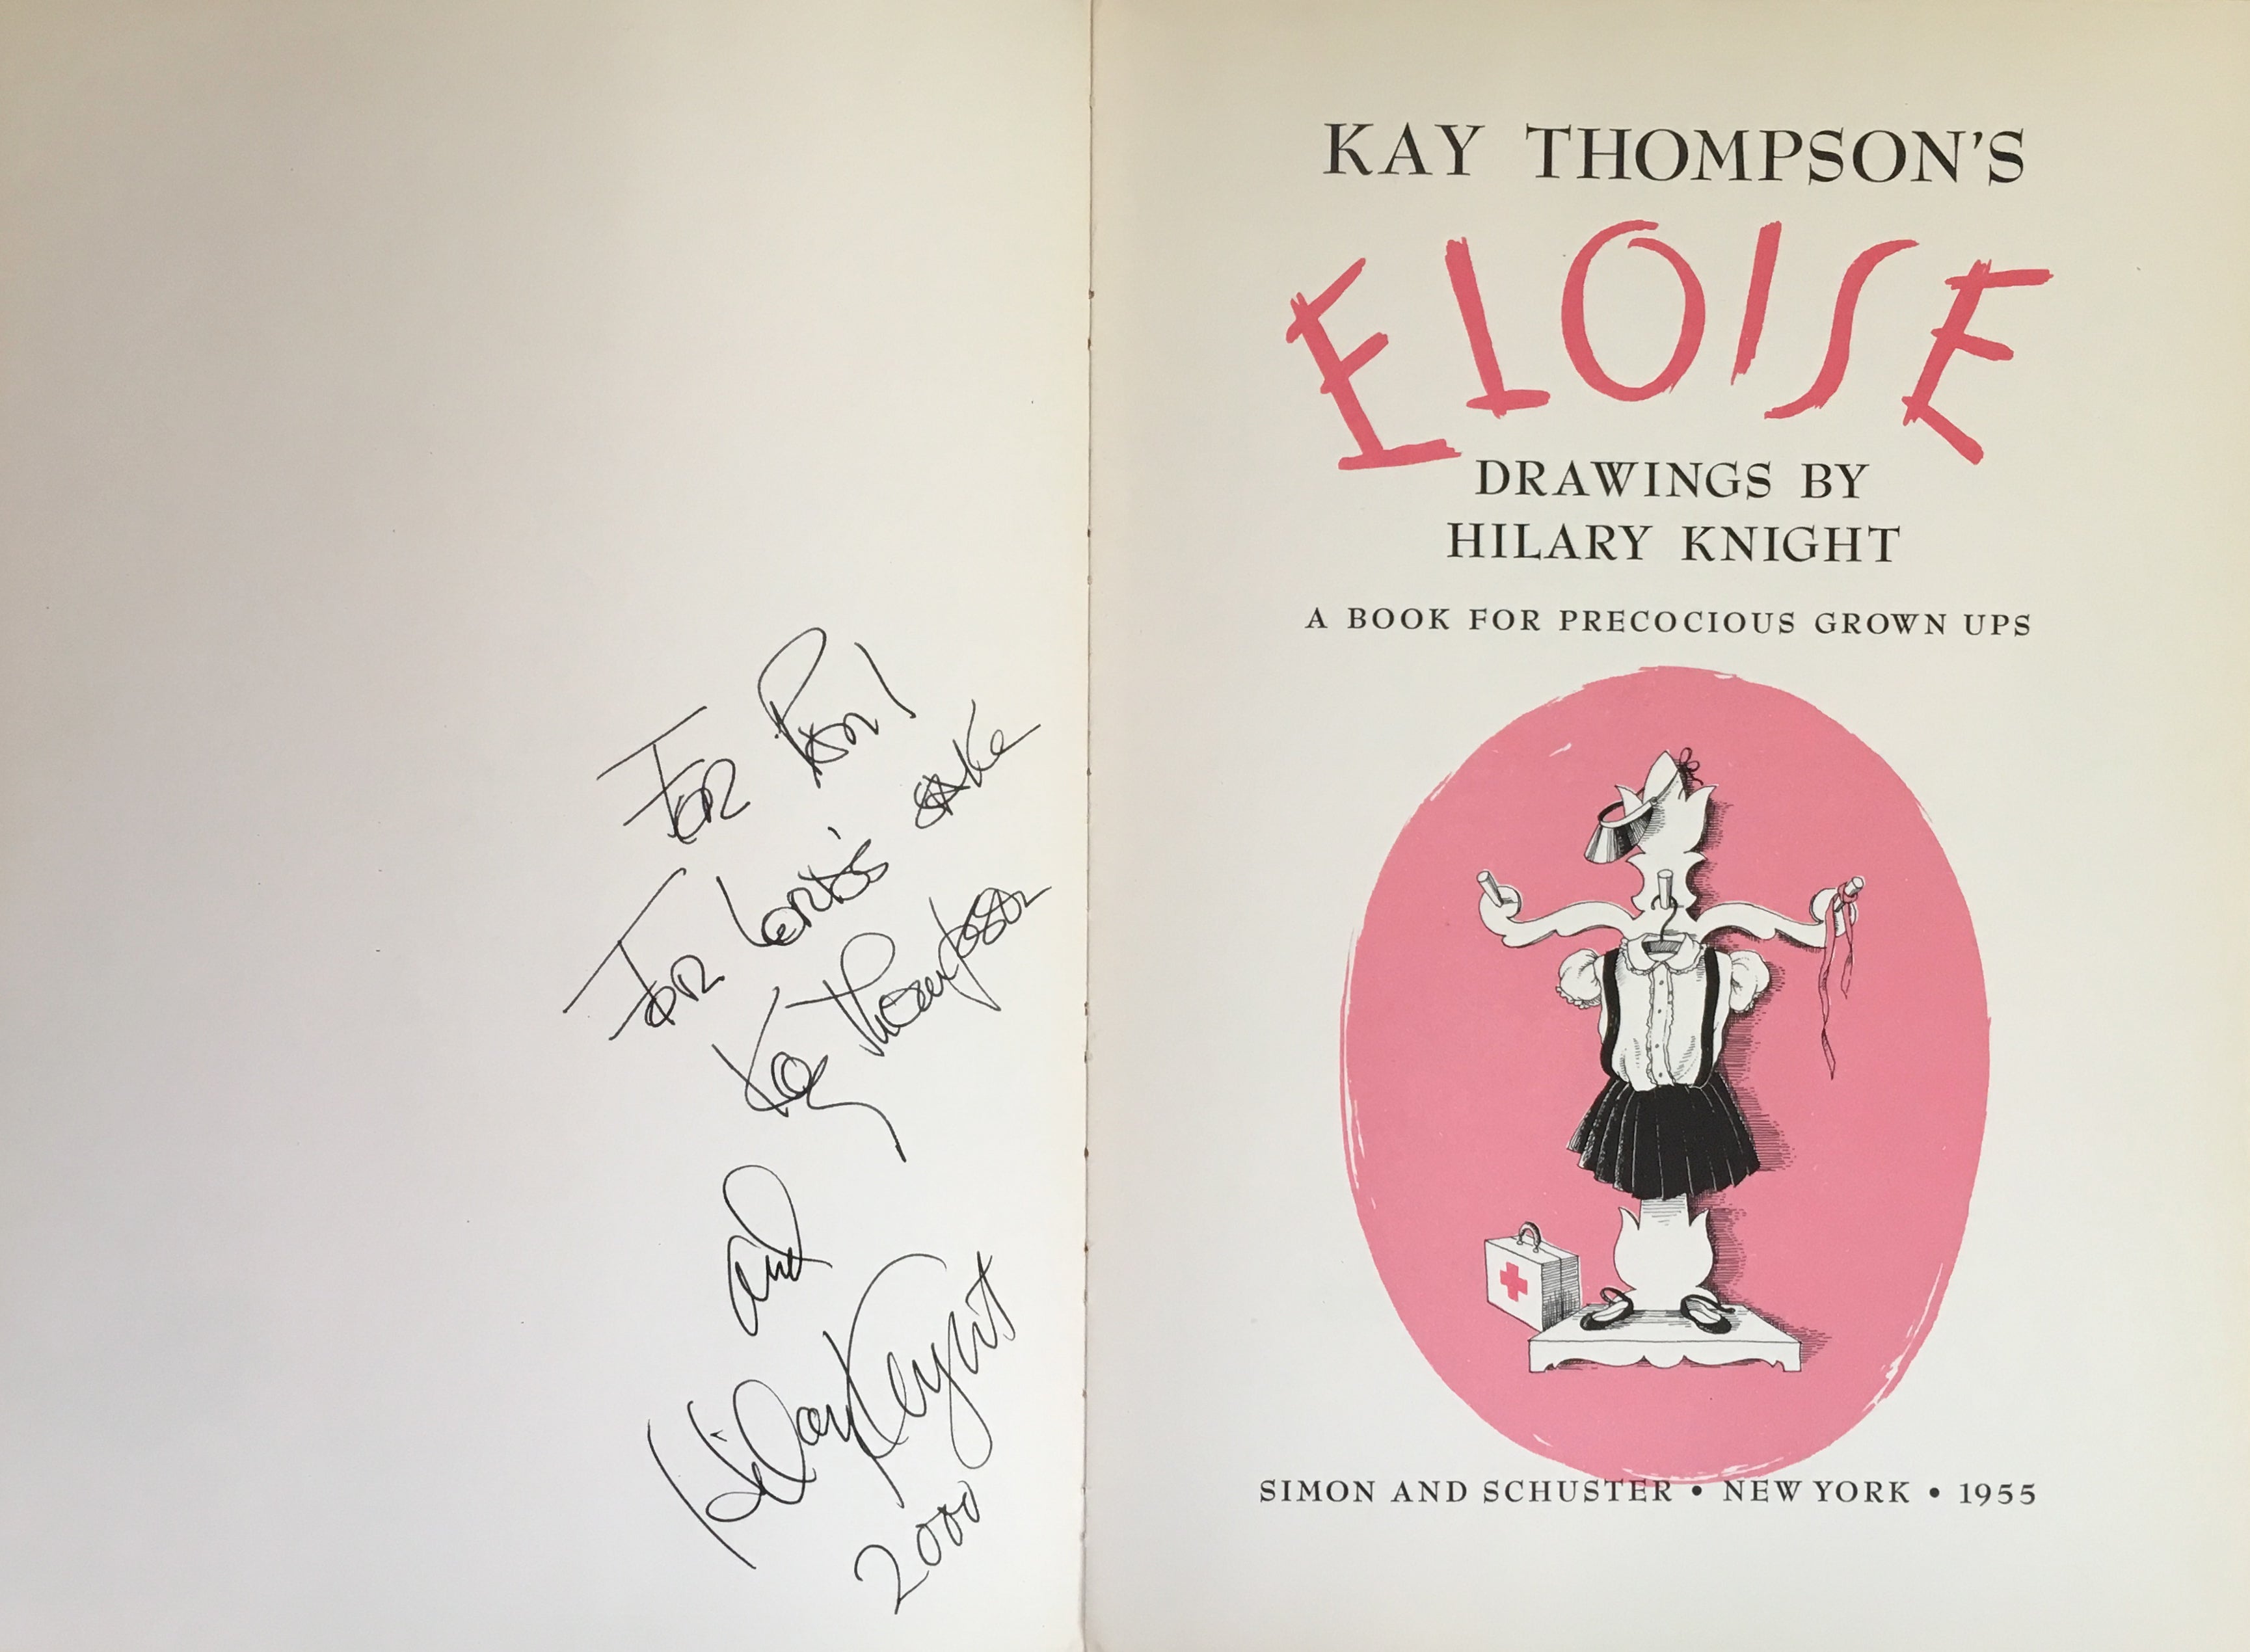 For Ron!
For Lord's sake
Kay Thompson
and
Hilary Knight
2000
KAY THOMPSON'S
ELOISE
DRAWINGS BY
HILARY KNIGHT
A BOOK FOR PRECOCIOUS GROWN UPS
SIMON AND SCHUSTER • NEW YORK • 1955